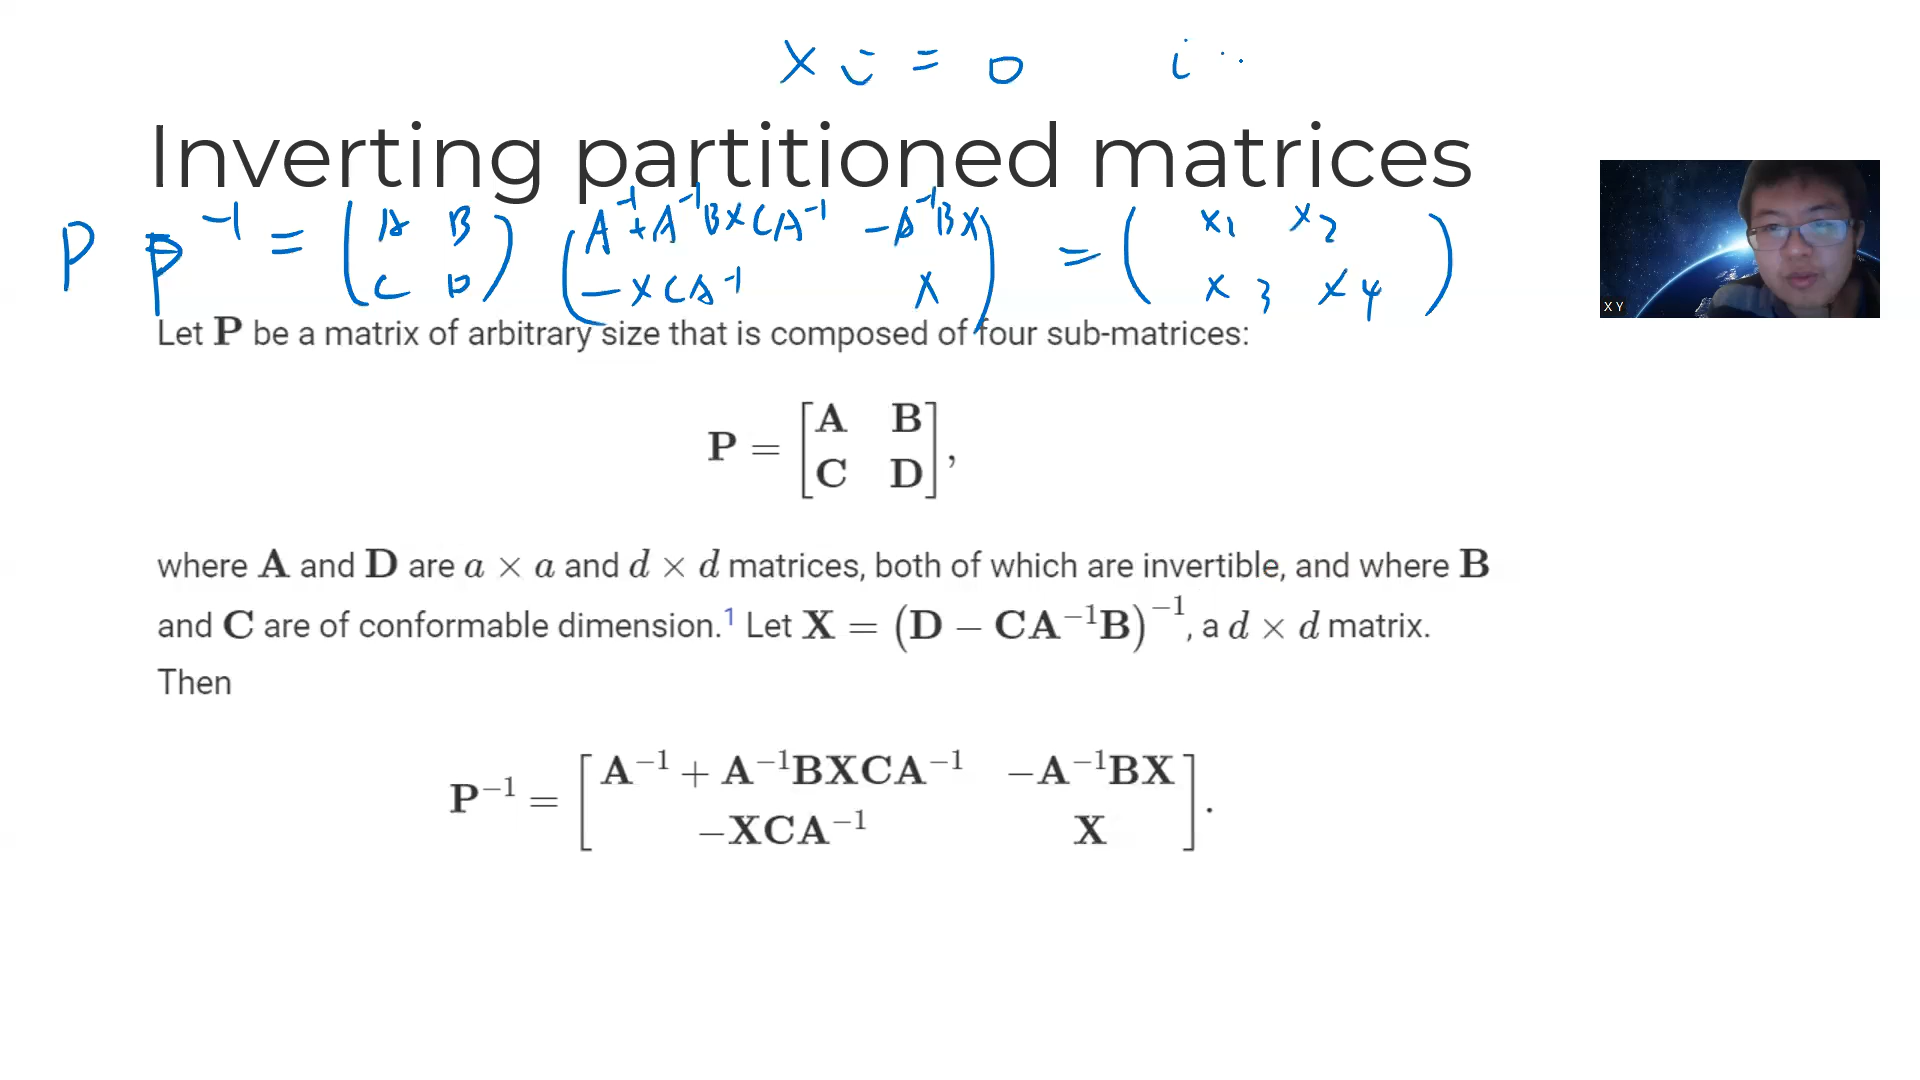 X i = 0 i ..
Inverting partitioned matrices
P P⁻¹ = ( A B ) ( A⁻¹+A⁻¹BXCA⁻¹ -A⁻¹BX ) = ( X1 X2 )
( C D ) ( -XCA⁻¹ X ) ( X3 X4 )
X Y
Let P be a matrix of arbitrary size that is composed of four sub-matrices:
P = [ A B
C D ],
where A and D are a × a and d × d matrices, both of which are invertible, and where B
and C are of conformable dimension.¹ Let X = (D − CA⁻¹B)⁻¹, a d × d matrix.
Then
P⁻¹ = [ A⁻¹ + A⁻¹BXCA⁻¹ −A⁻¹BX
−XCA⁻¹ X ].